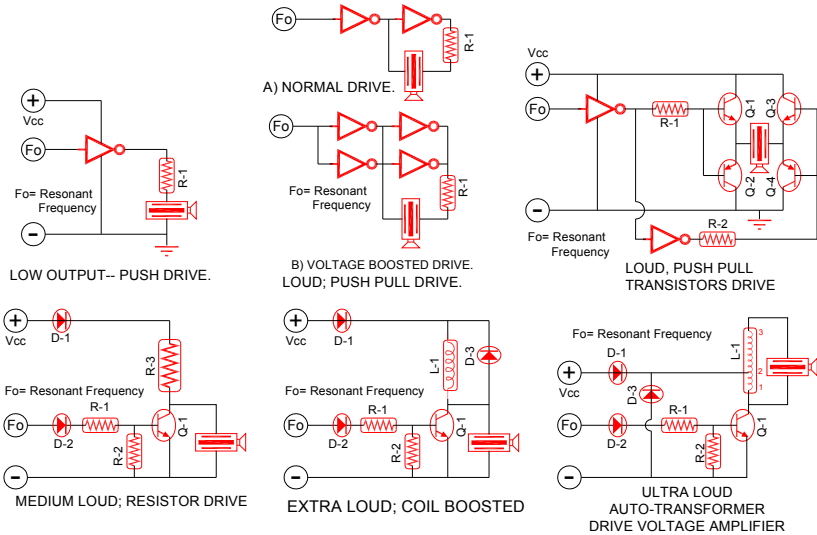 Vcc
Fo
R-1
Fo= Resonant
Frequency
LOW OUTPUT-- PUSH DRIVE.
Fo
R-1
A) NORMAL DRIVE.
Fo
Fo= Resonant
Frequency
R-1
B) VOLTAGE BOOSTED DRIVE.
LOUD; PUSH PULL DRIVE.
Vcc
Fo
R-1
Q-1
Q-3
Q-2
Q-4
R-2
Fo= Resonant
Frequency
LOUD, PUSH PULL
TRANSISTORS DRIVE
Vcc
D-1
R-3
Fo= Resonant Frequency
Fo
D-2
R-1
R-2
Q-1
MEDIUM LOUD; RESISTOR DRIVE
Vcc
D-1
L-1
D-3
Fo= Resonant Frequency
Fo
D-2
R-1
R-2
Q-1
EXTRA LOUD; COIL BOOSTED
Fo= Resonant Frequency
D-1
Vcc
D-3
L-1
3
2
1
Fo
D-2
R-1
R-2
Q-1
ULTRA LOUD
AUTO-TRANSFORMER
DRIVE VOLTAGE AMPLIFIER